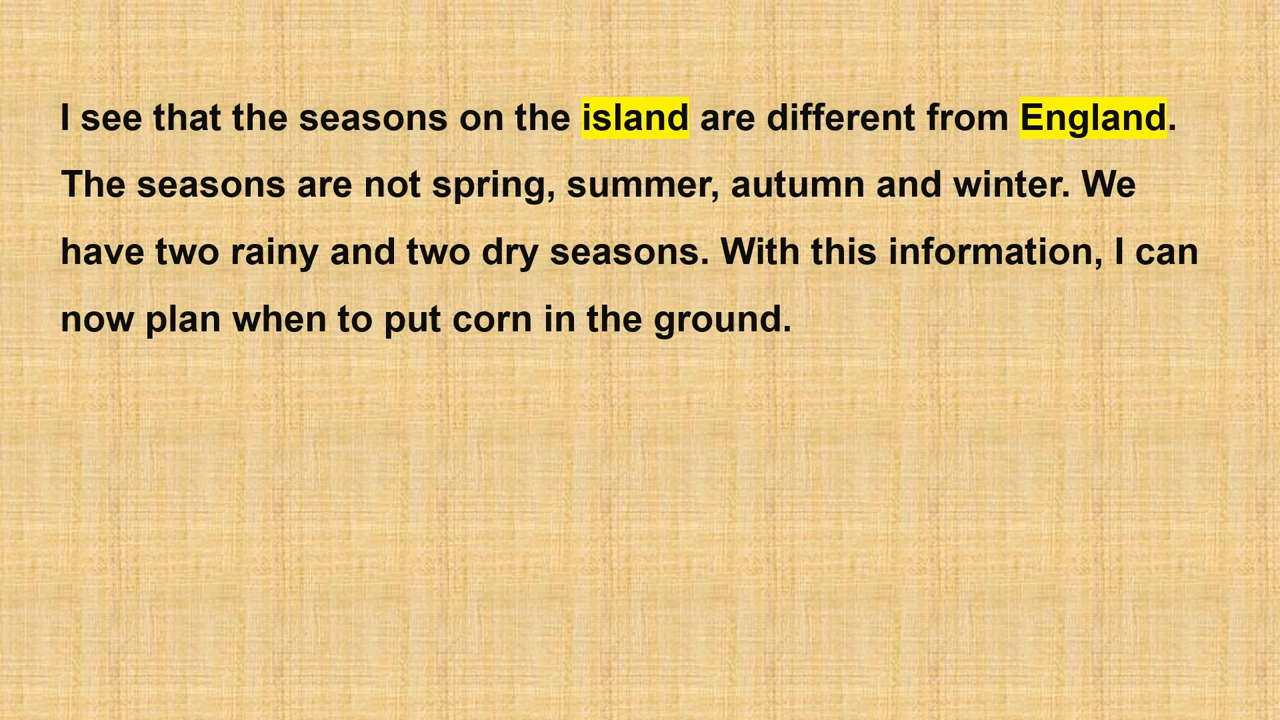 I see that the seasons on the island are different from England.
The seasons are not spring, summer, autumn and winter. We
have two rainy and two dry seasons. With this information, I can
now plan when to put corn in the ground.